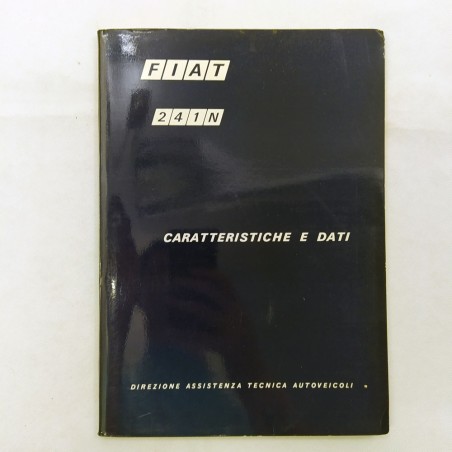 FIAT
241N
CARATTERISTICHE E DATI
DIREZIONE ASSISTENZA TECNICA AUTOVEICOLI